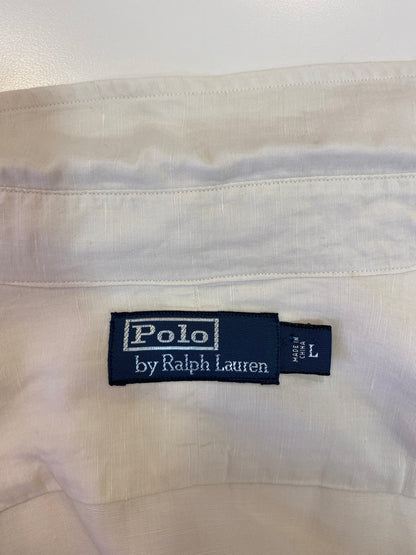 Polo
by Ralph Lauren
MADE IN
CHINA
L